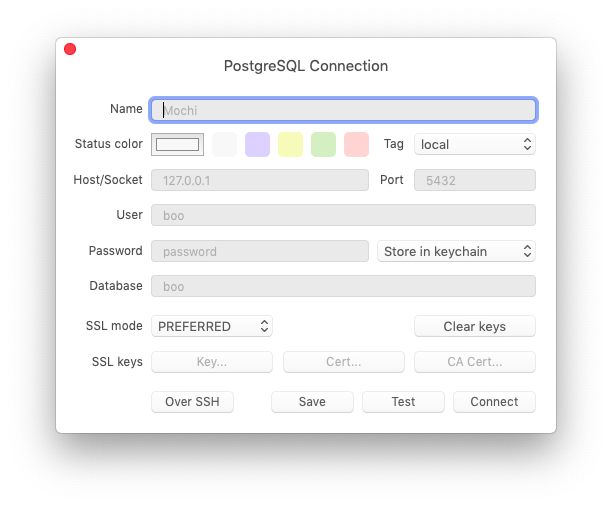 PostgreSQL Connection
Name Mochi
Status color Tag local
Host/Socket 127.0.0.1 Port 5432
User boo
Password password Store in keychain
Database boo
SSL mode PREFERRED Clear keys
SSL keys Key... Cert... CA Cert...
Over SSH Save Test Connect